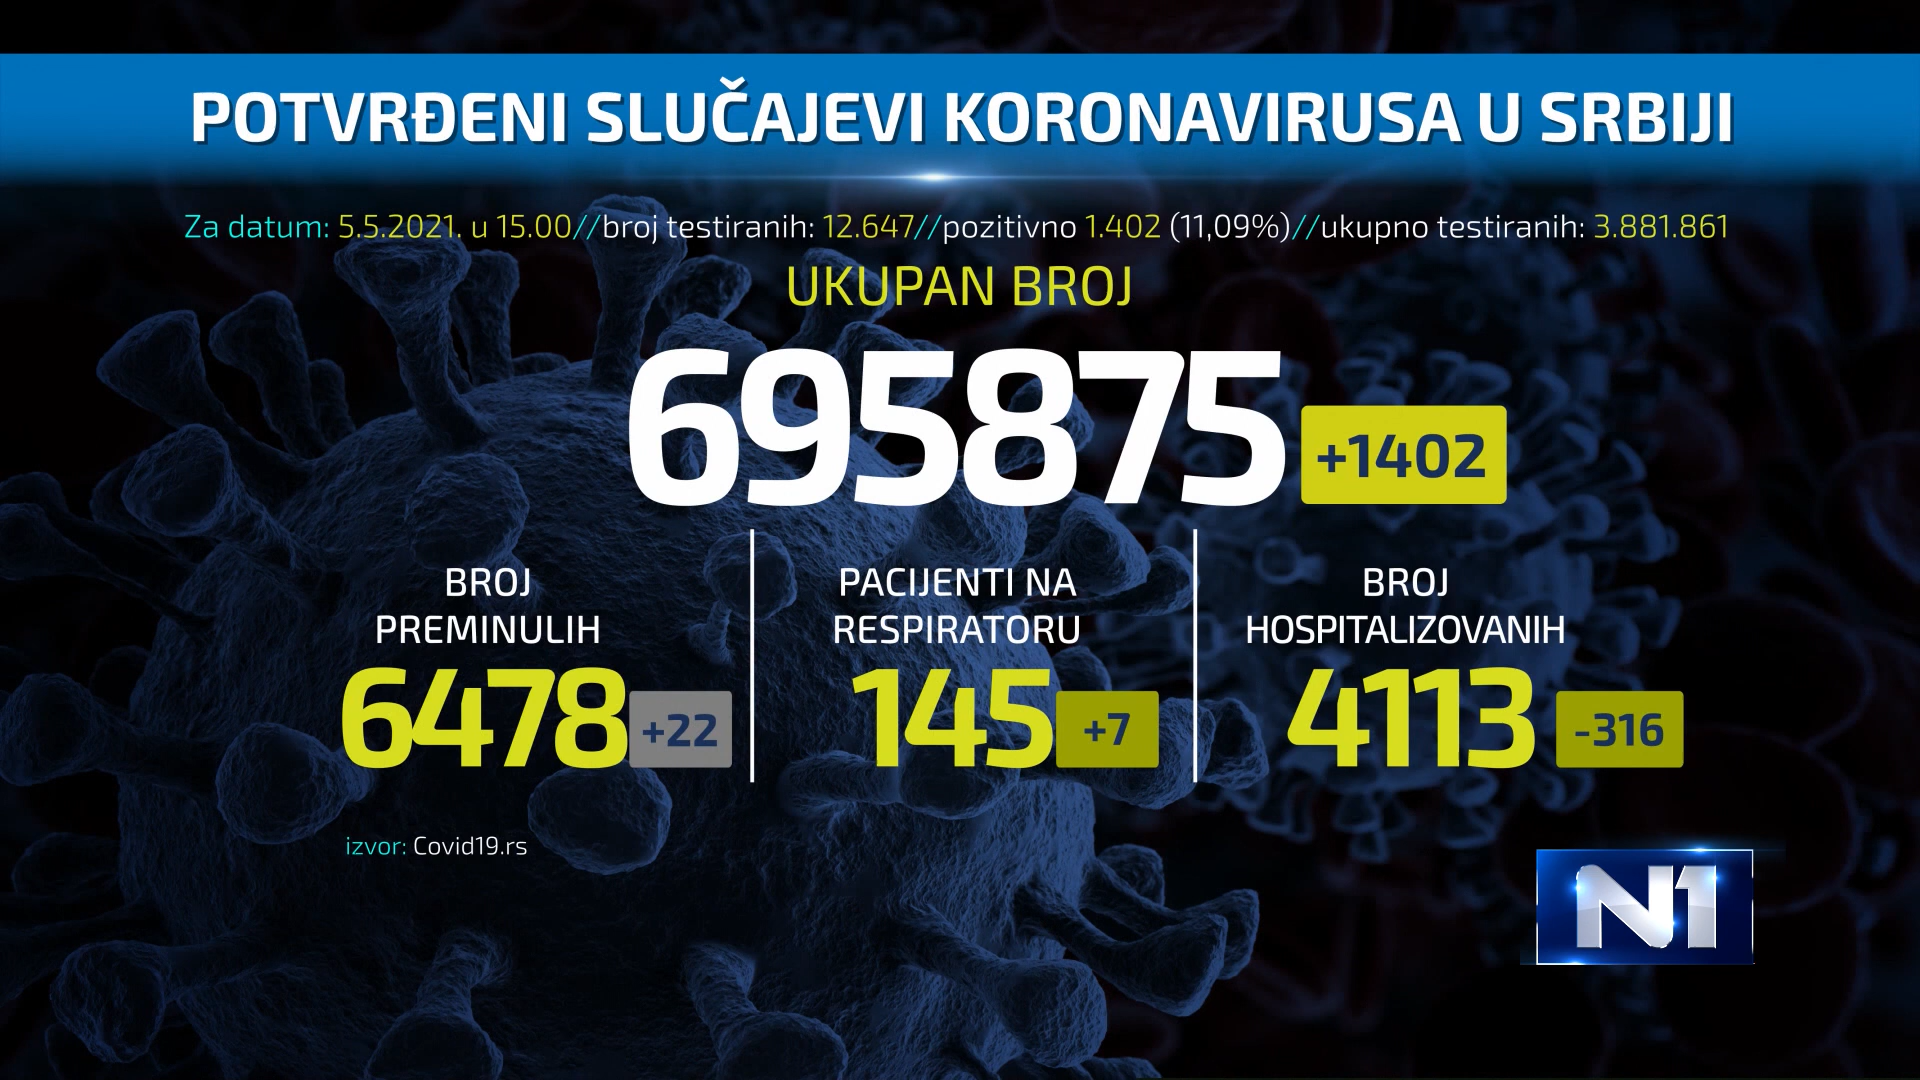 POTVRĐENI SLUČAJEVI KORONAVIRUSA U SRBIJI
Za datum: 5.5.2021. u 15.00//broj testiranih: 12.647//pozitivno 1.402 (11,09%)//ukupno testiranih: 3.881.861
UKUPAN BROJ
695875
+1402
BROJ
PREMINULIH
6478
+22
PACIJENTI NA
RESPIRATORU
145
+7
BROJ
HOSPITALIZOVANIH
4113
-316
izvor: Covid19.rs
N1